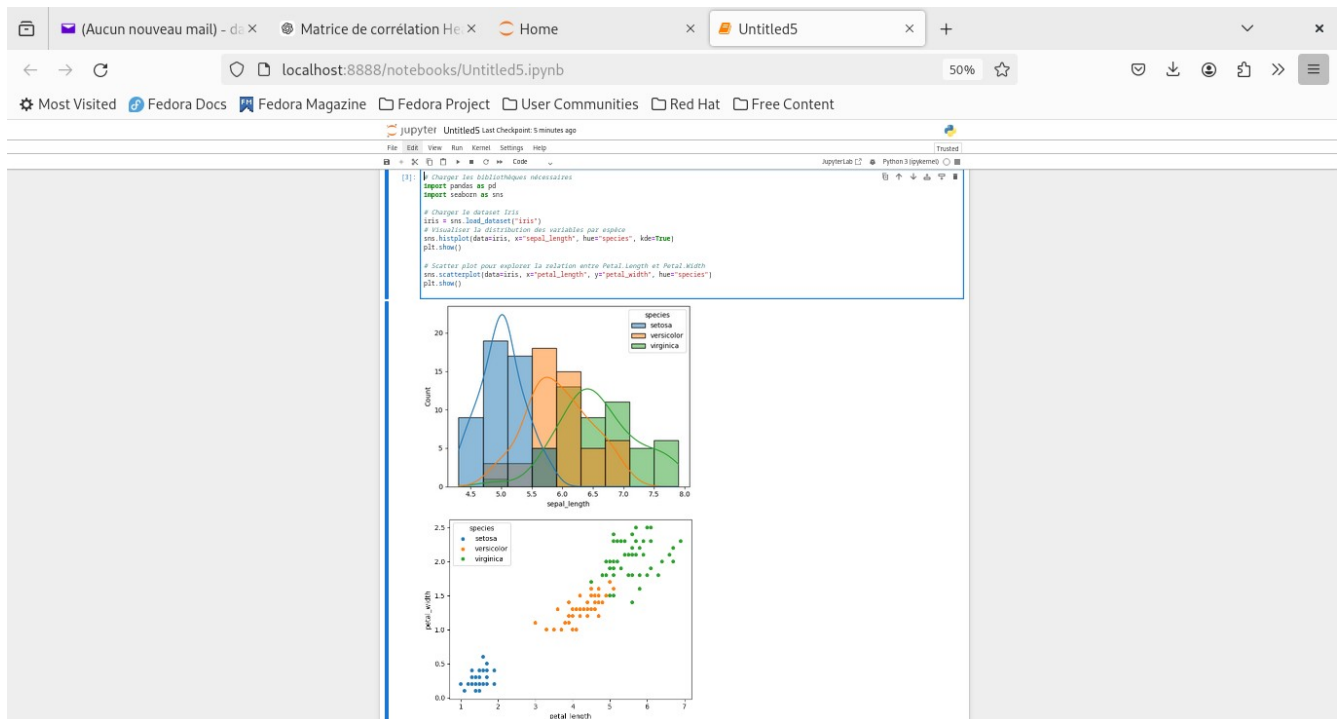 (Aucun nouveau mail) - da
Matrice de corrélation He
Home
Untitled5
localhost:8888/notebooks/Untitled5.ipynb
50%
Most Visited
Fedora Docs
Fedora Magazine
Fedora Project
User Communities
Red Hat
Free Content
jupyter Untitled5 Last Checkpoint: 5 minutes ago
File Edit View Run Kernel Settings Help
Trusted
Code
JupyterLab
Python 3 (ipykernel)
[3]:
# Charger les bibliothèques nécessaires
import pandas as pd
import seaborn as sns
# Charger le dataset Iris
iris = sns.load_dataset("iris")
# Visualiser la distribution des variables par espèce
sns.histplot(data=iris, x="sepal_length", hue="species", kde=True)
plt.show()
# Scatter plot pour explorer la relation entre Petal.Length et Petal.Width
sns.scatterplot(data=iris, x="petal_length", y="petal_width", hue="species")
plt.show()
species
setosa
versicolor
virginica
20
15
10
5
0
Count
4.5 5.0 5.5 6.0 6.5 7.0 7.5 8.0
sepal_length
species
setosa
versicolor
virginica
2.5
2.0
1.5
1.0
0.5
0.0
petal_width
1 2 3 4 5 6 7
petal_length